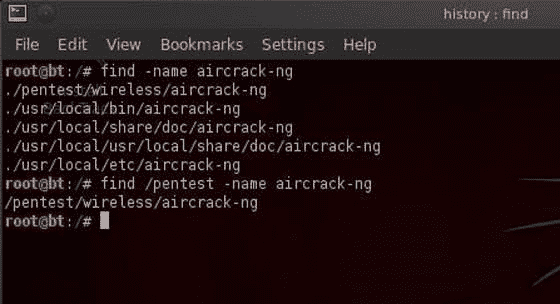 history : find
File Edit View Bookmarks Settings Help
root@bt:/# find -name aircrack-ng
./pentest/wireless/aircrack-ng
./usr/local/bin/aircrack-ng
./usr/local/share/doc/aircrack-ng
./usr/local/usr/local/share/doc/aircrack-ng
./usr/local/etc/aircrack-ng
root@bt:/# find /pentest -name aircrack-ng
/pentest/wireless/aircrack-ng
root@bt:/#